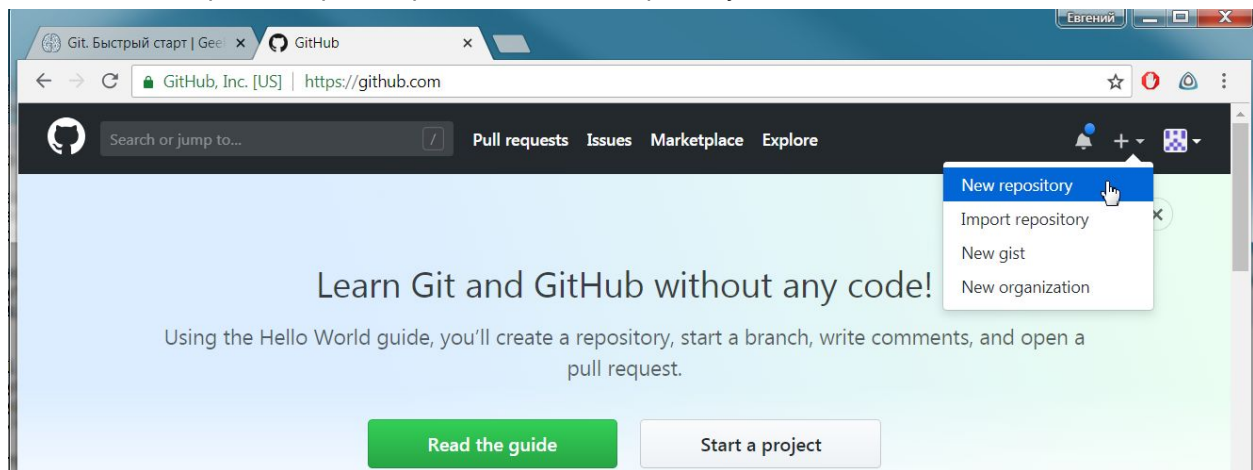 Евгений
Git. Быстрый старт | Gee
GitHub
GitHub, Inc. [US] | https://github.com
Search or jump to...
/
Pull requests Issues Marketplace Explore
New repository
Import repository
New gist
New organization
Learn Git and GitHub without any code!
Using the Hello World guide, you’ll create a repository, start a branch, write comments, and open a
pull request.
Read the guide
Start a project